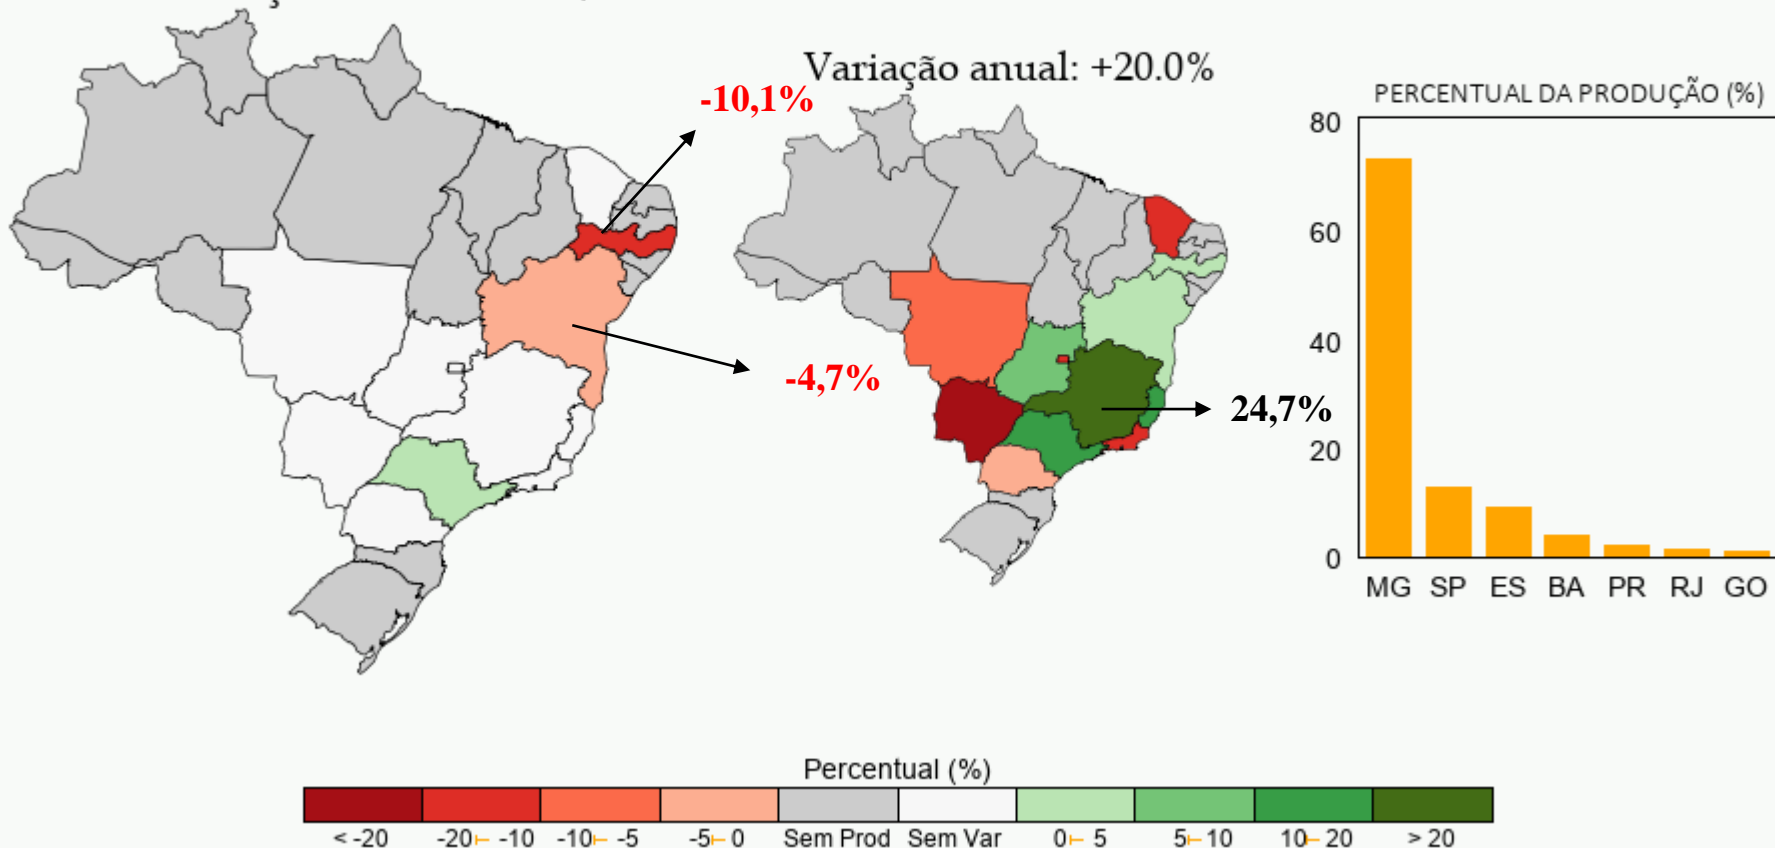 Variação anual: +20.0%
-10,1%
-4,7%
24,7%
PERCENTUAL DA PRODUÇÃO (%)
80
60
40
20
0
MG SP ES BA PR RJ GO
Percentual (%)
< -20 -20⊢ -10 -10⊢ -5 -5⊢ 0 Sem Prod Sem Var 0⊢ 5 5⊢ 10 10⊢ 20 > 20